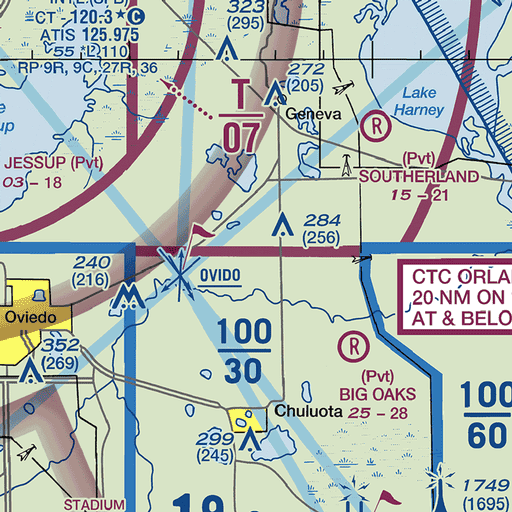 CT - 120.3 ★ C
ATIS 125.975
55 L 110
RP 9R, 9C, 27R, 36
323
(295)
272
(205)
Geneva
T
07
Lake
Harney
R
(Pvt)
SOUTHERLAND
15 - 21
JESSUP (Pvt)
03 - 18
284
(256)
240
(216)
OVIDO
CTC ORLA
20 NM ON
AT & BELO
Oviedo
352
(269)
100
30
R
(Pvt)
BIG OAKS
25 - 28
100
60
Chuluota
299
(245)
1749
(1695)
STADIUM
19